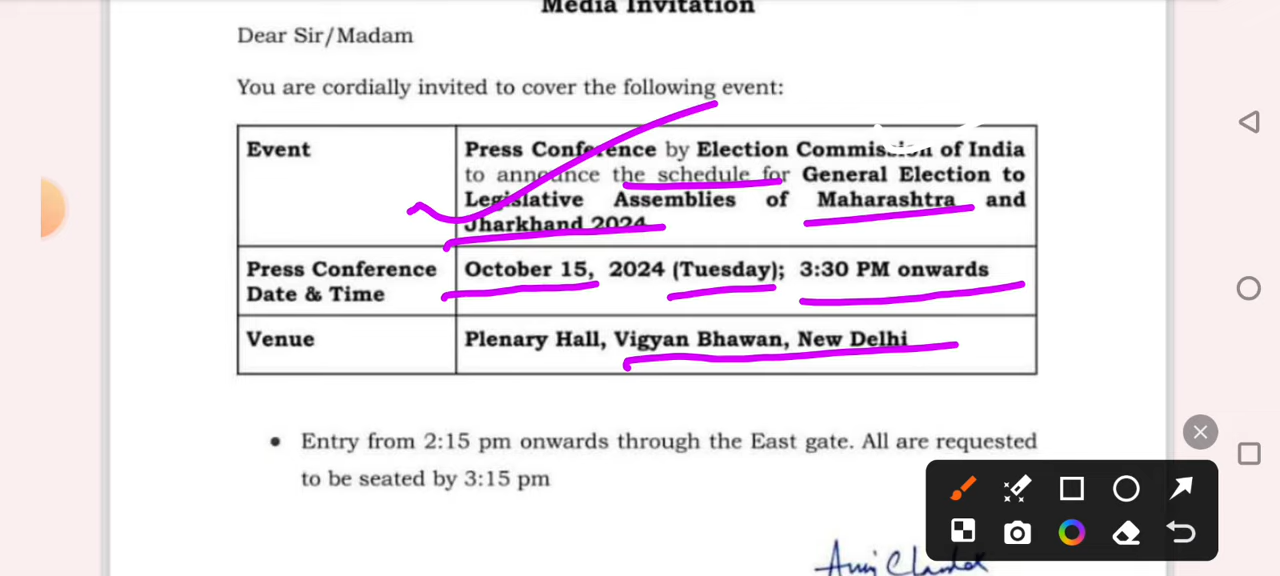 Media Invitation
Dear Sir/Madam
You are cordially invited to cover the following event:
Event
Press Conference by Election Commission of India
to announce the schedule for General Election to
Legislative Assemblies of Maharashtra and
Jharkhand 2024
Press Conference
Date & Time
October 15, 2024 (Tuesday); 3:30 PM onwards
Venue
Plenary Hall, Vigyan Bhawan, New Delhi
• Entry from 2:15 pm onwards through the East gate. All are requested
to be seated by 3:15 pm